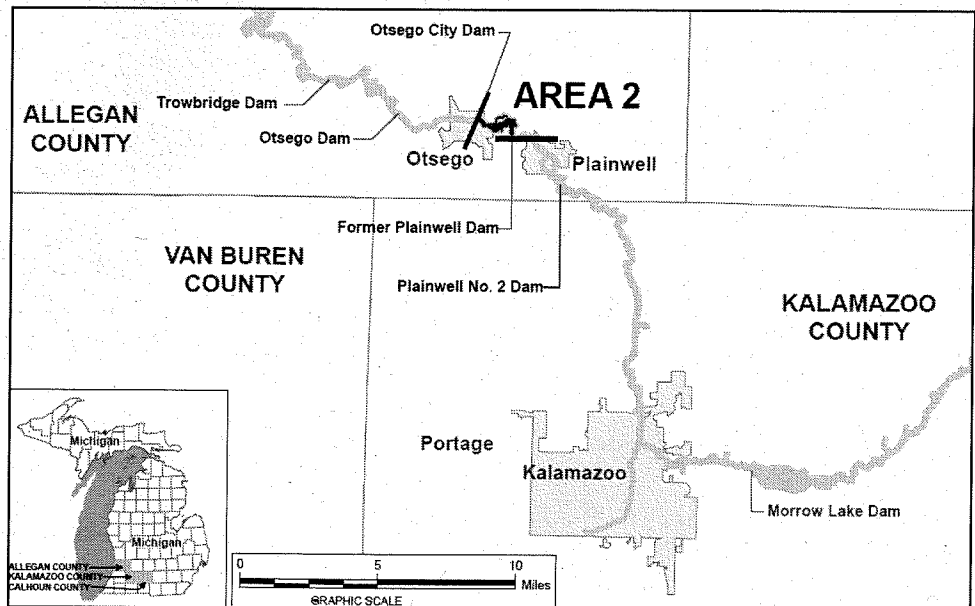 Otsego City Dam
AREA 2
Trowbridge Dam
ALLEGAN
COUNTY
Otsego Dam
Otsego
Plainwell
Former Plainwell Dam
VAN BUREN
COUNTY
Plainwell No. 2 Dam
KALAMAZOO
COUNTY
Portage
Kalamazoo
Morrow Lake Dam
Michigan
Michigan
ALLEGAN COUNTY
KALAMAZOO COUNTY
CALHOUN COUNTY
0 5 10
Miles
GRAPHIC SCALE